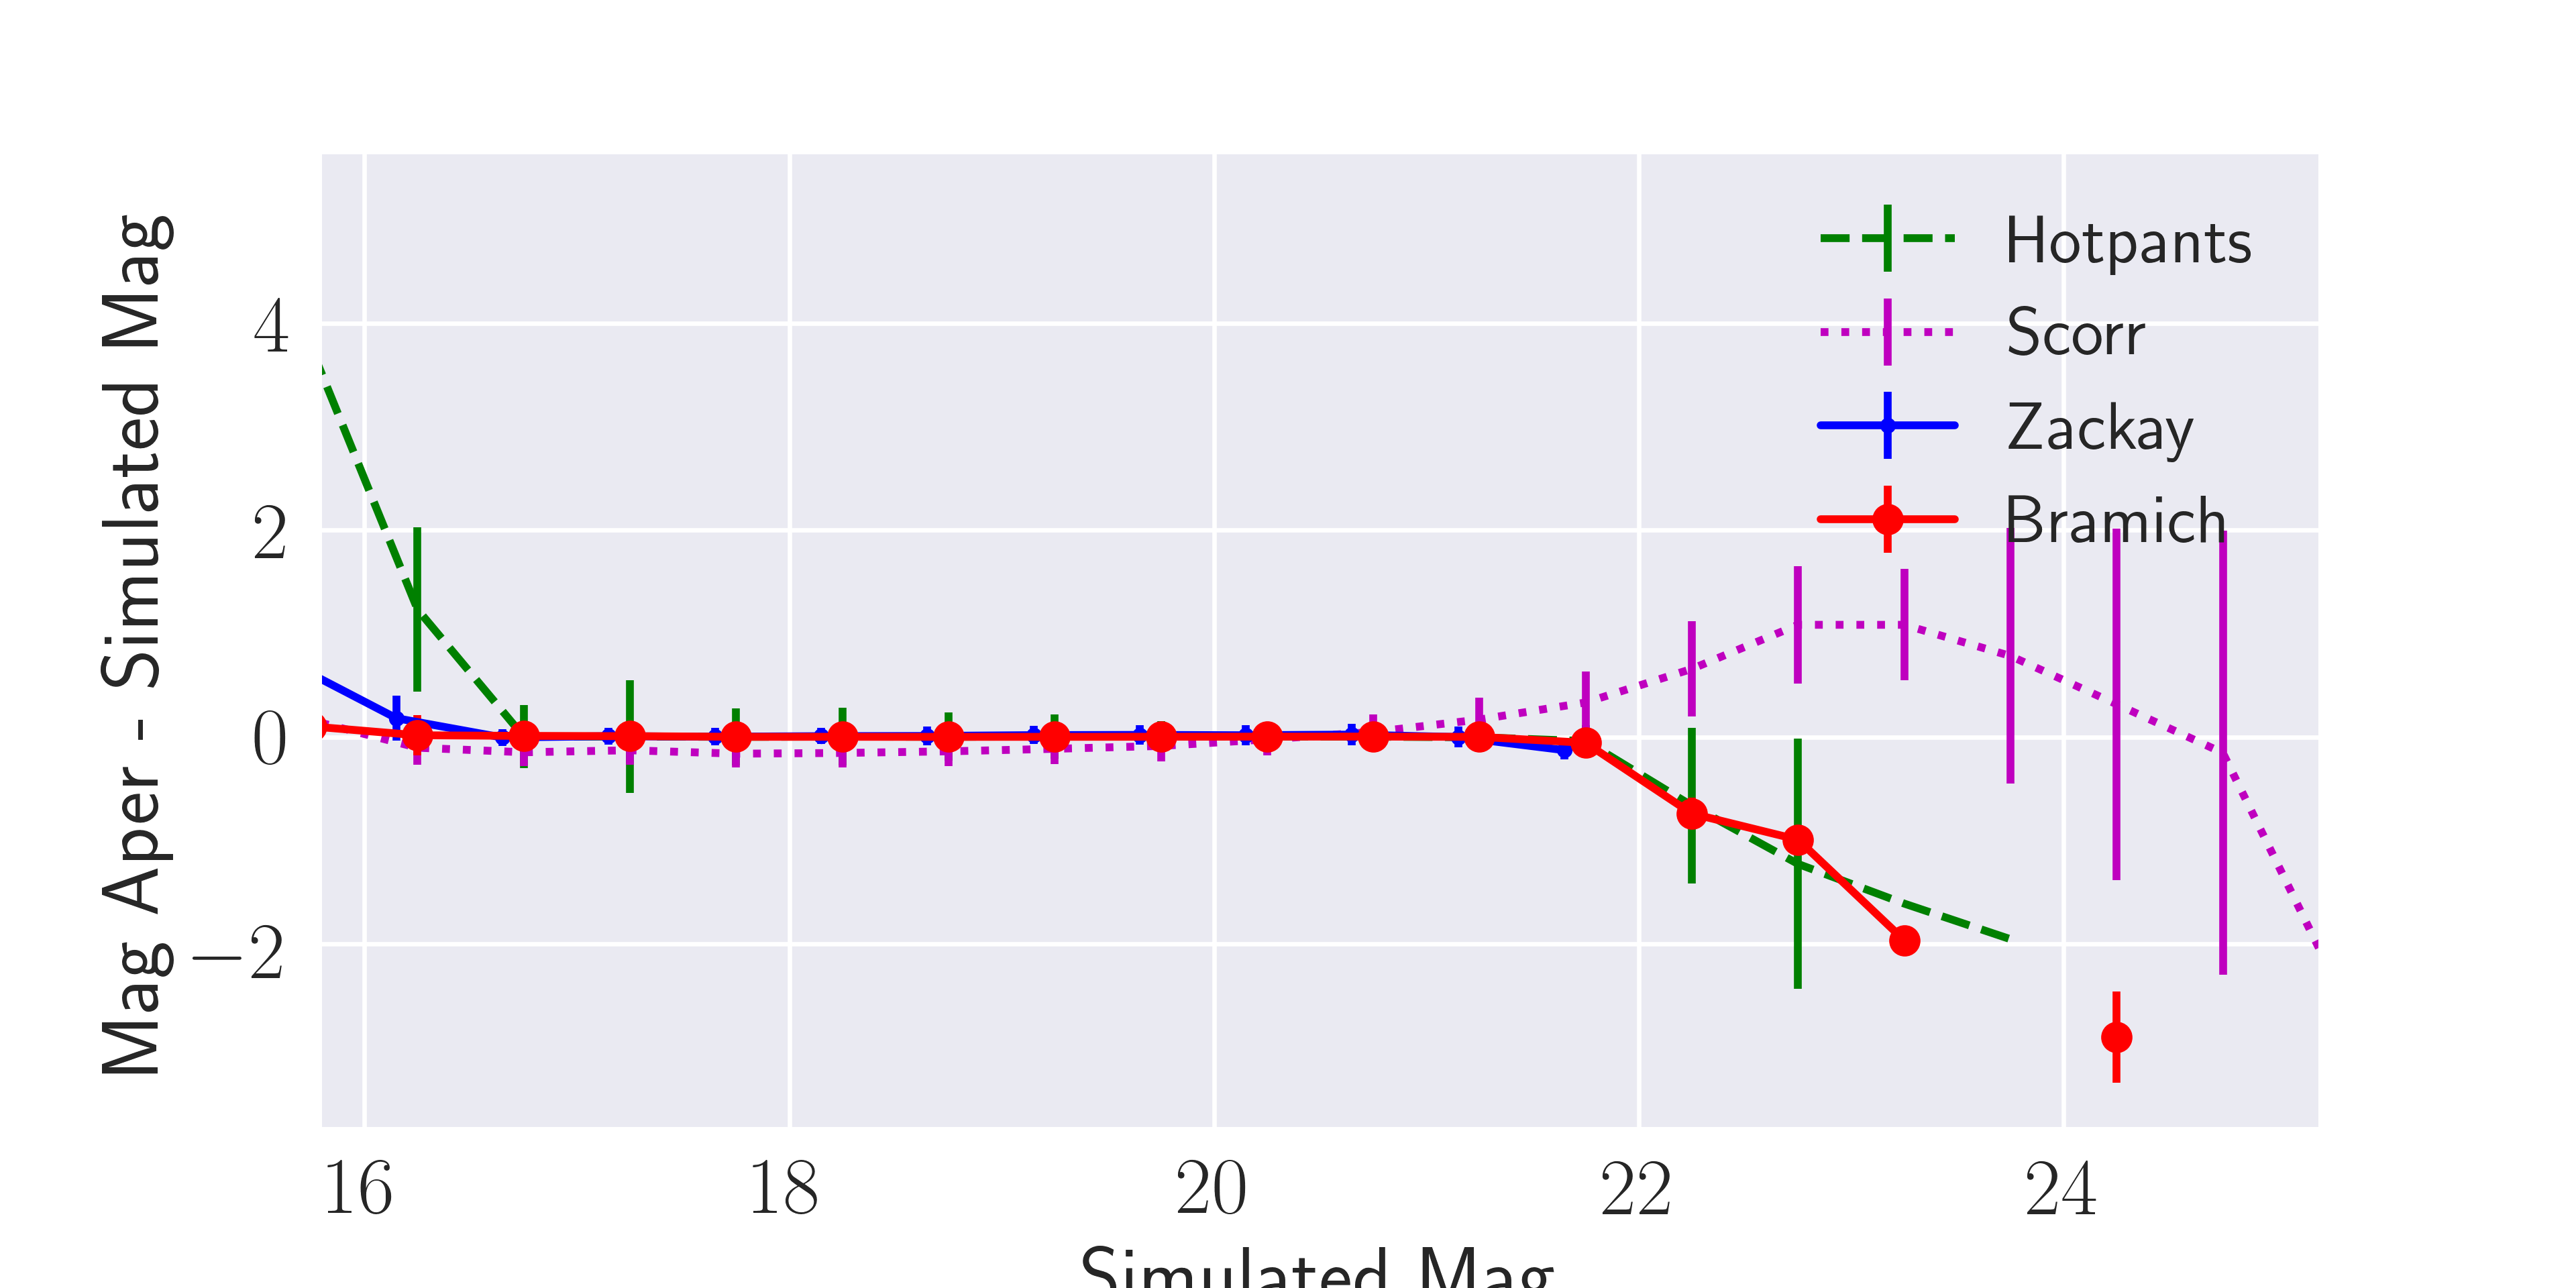 Hotpants
Scorr
Zackay
Bramich
4
2
0
−2
Mag Aper - Simulated Mag
16 18 20 22 24
Simulated Mag